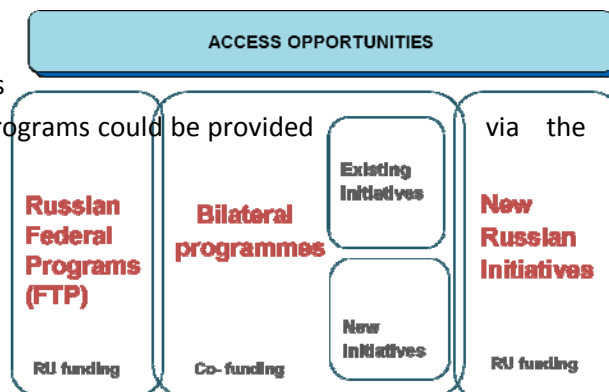 ACCESS OPPORTUNITIES
s
rograms could be provided via the
Russian
Federal
Programs
(FTP)
RU funding
Bilateral
programmes
Co- funding
Existing
Initiatives
New
Initiatives
New
Russian
Initiatives
RU funding